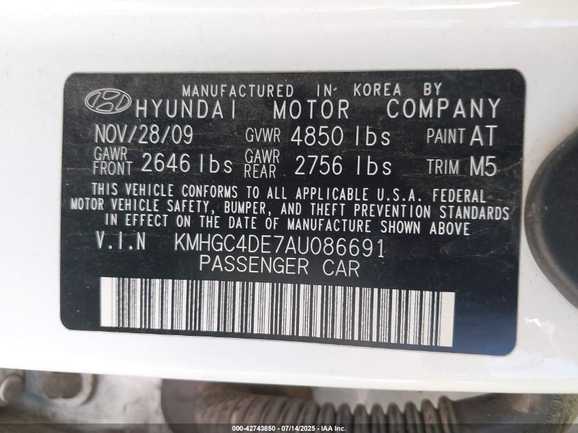 MANUFACTURED IN KOREA BY
HYUNDAI MOTOR COMPANY
NOV/28/09 GVWR 4850 lbs PAINT AT
GAWR FRONT 2646 lbs GAWR REAR 2756 lbs TRIM M5
THIS VEHICLE CONFORMS TO ALL APPLICABLE U.S.A. FEDERAL
MOTOR VEHICLE SAFETY, BUMPER, AND THEFT PREVENTION STANDARDS
IN EFFECT ON THE DATE OF MANUFACTURE SHOWN ABOVE
V.I.N KMHGC4DE7AU086691
PASSENGER CAR
000-42743850 - 07/14/2025 - IAA Inc.